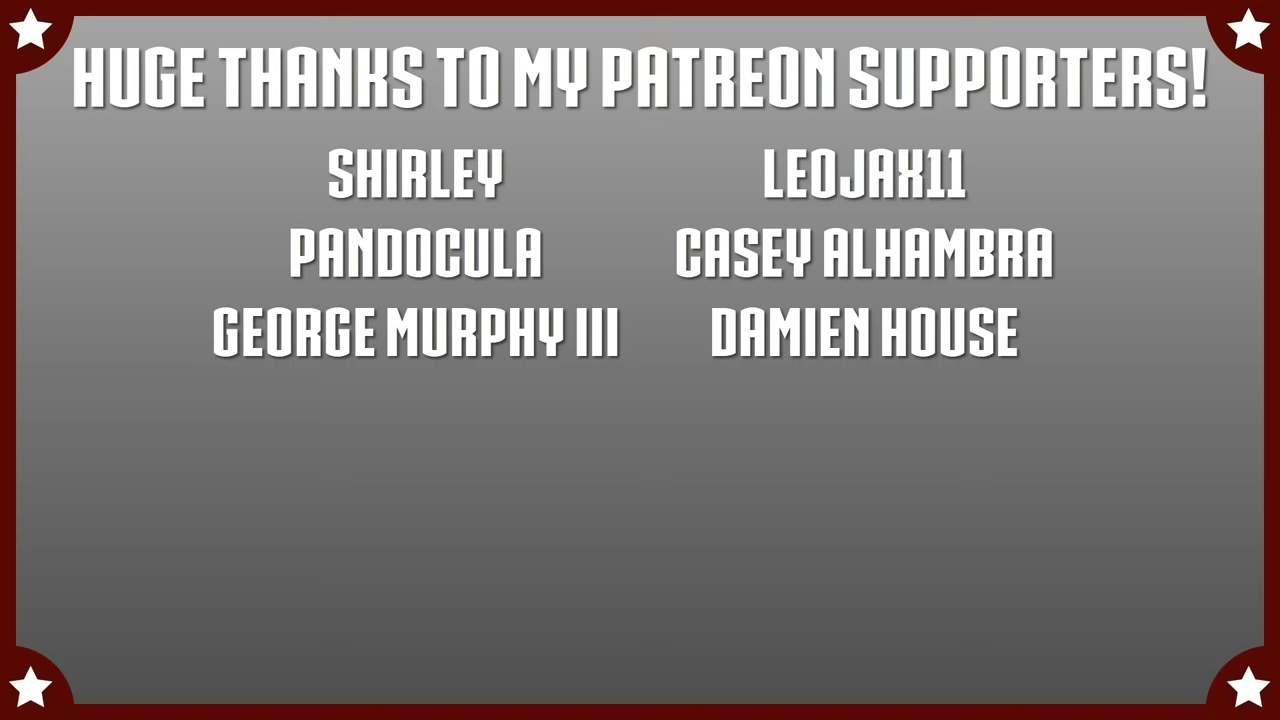 HUGE THANKS TO MY PATREON SUPPORTERS!
SHIRLEY
LEOJAX11
PANDOCULA
CASEY ALHAMBRA
GEORGE MURPHY III
DAMIEN HOUSE